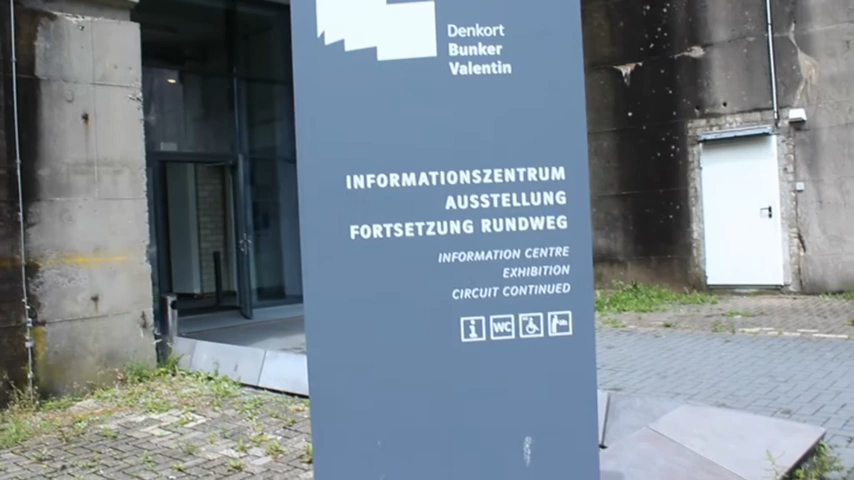 Denkort
Bunker
Valentin
INFORMATIONSZENTRUM
AUSSTELLUNG
FORTSETZUNG RUNDWEG
INFORMATION CENTRE
EXHIBITION
CIRCUIT CONTINUED
i WC